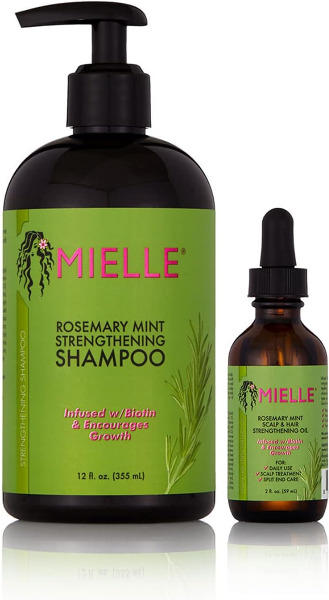 MIELLE®
ROSEMARY MINT
STRENGTHENING
SHAMPOO
Infused w/Biotin
& Encourages
Growth
12 fl. oz. (355 mL)
STRENGTHENING SHAMPOO
MIELLE
ROSEMARY MINT
SCALP & HAIR
STRENGTHENING OIL
Infused w/Biotin
& Encourages
Growth
FOR:
✓DAILY USE
✓SCALP TREATMENT
✓SPLIT END CARE
2 fl. oz. (59 mL)